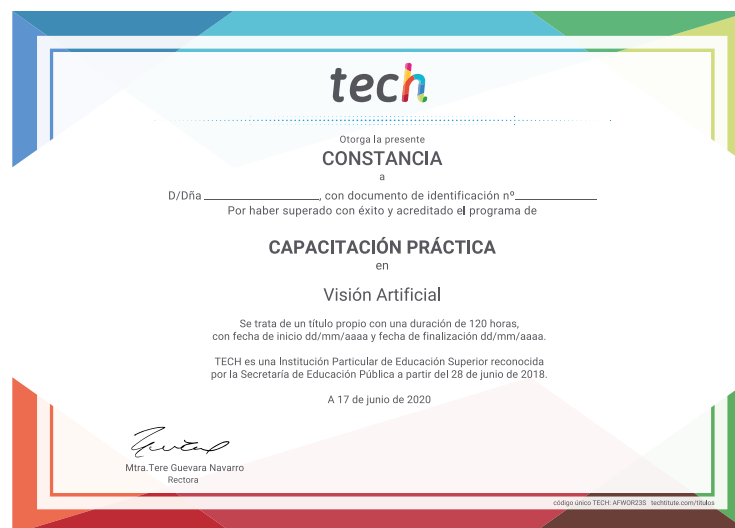 tech
Otorga la presente
CONSTANCIA
a
D/Dña ____________________, con documento de identificación nº______________
Por haber superado con éxito y acreditado el programa de
CAPACITACIÓN PRÁCTICA
en
Visión Artificial
Se trata de un título propio con una duración de 120 horas,
con fecha de inicio dd/mm/aaaa y fecha de finalización dd/mm/aaaa.
TECH es una Institución Particular de Educación Superior reconocida
por la Secretaría de Educación Pública a partir del 28 de junio de 2018.
A 17 de junio de 2020
Mtra.Tere Guevara Navarro
Rectora
código único TECH: AFWOR23S techtitute.com/titulos